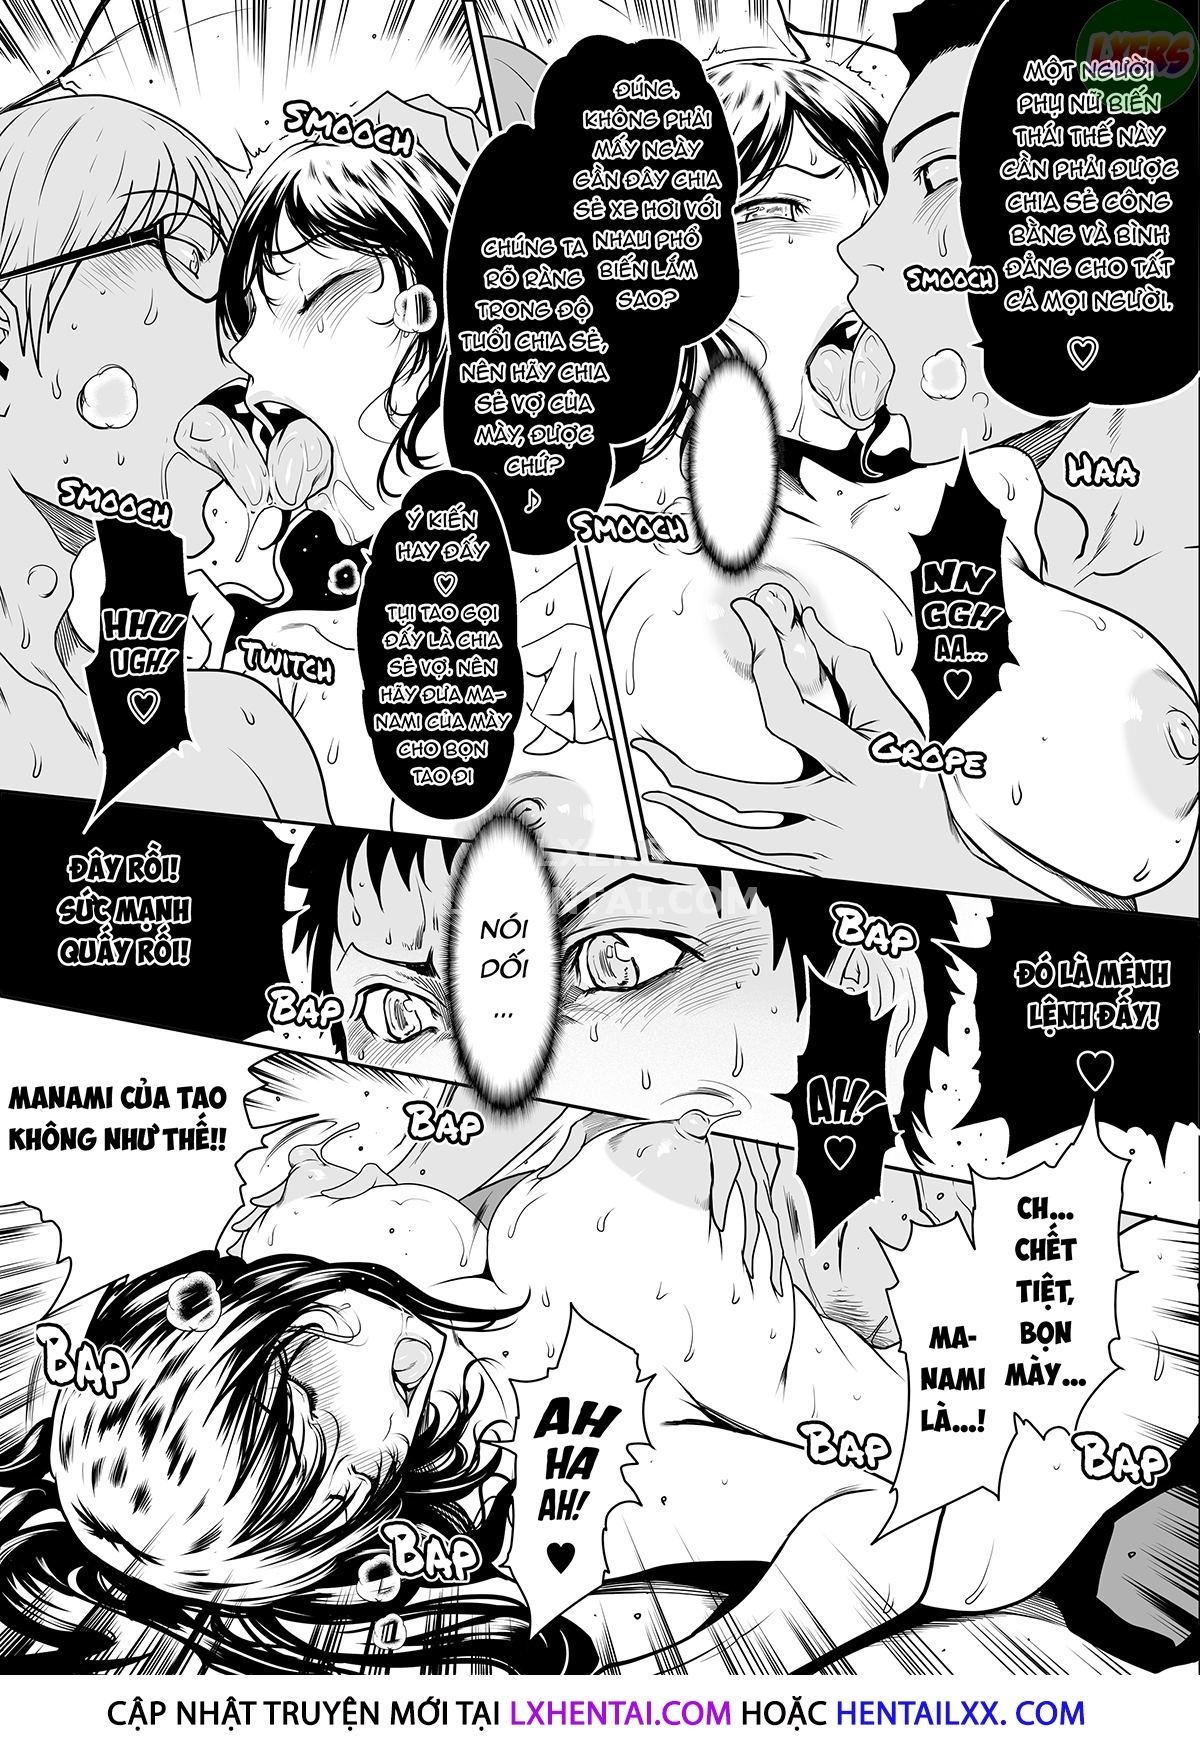 LXERS
MỘT NGƯỜI
PHỤ NỮ BIẾN
THÁI THẾ NÀY
CẦN PHẢI ĐƯỢC
CHIA SẺ CÔNG
BẰNG VÀ BÌNH
ĐẲNG CHO TẤT
CẢ MỌI NGƯỜI.
♡
SMOOCH
HAA
NN
GGH
AA...
♡
GROPE
ĐÚNG.
KHÔNG PHẢI
MẤY NGÀY
GẦN ĐÂY CHIA
SẺ XE HƠI VỚI
NHAU PHỔ
BIẾN LẮM
SAO?
CHÚNG TA
RÕ RÀNG
TRONG ĐỘ
TUỔI CHIA SẺ,
NÊN HÃY CHIA
SẺ VỢ CỦA
MÀY, ĐƯỢC
CHỨ?
♪
SMOOCH
SMOOCH
SMOOCH
Ý KIẾN
HAY ĐẤY
♡
TỤI TAO GỌI
ĐẤY LÀ CHIA
SẺ VỢ. NÊN
HÃY ĐƯA MA-
NAMI CỦA MÀY
CHO BỌN
TAO ĐI
TWITCH
HHU
UGH!
♡
ĐÓ LÀ MỆNH
LỆNH ĐẤY!
♡
BAP
AH!
♡
NÓI
DỐI
...
BAP
ĐÂY RỒI!
SỨC MẠNH
QUẤY RỐI!
CH...
CHẾT
TIỆT,
BỌN
MÀY...
MA-
NAMI
LÀ...!
BAP
MANAMI CỦA TAO
KHÔNG NHƯ THẾ!!
BAP
BAP
BAP
AH
HA
AH!
♥
BAP
LXERS
LXHENTAI.COM
CẬP NHẬT TRUYỆN MỚI TẠI LXHENTAI.COM HOẶC HENTAILXX. COM